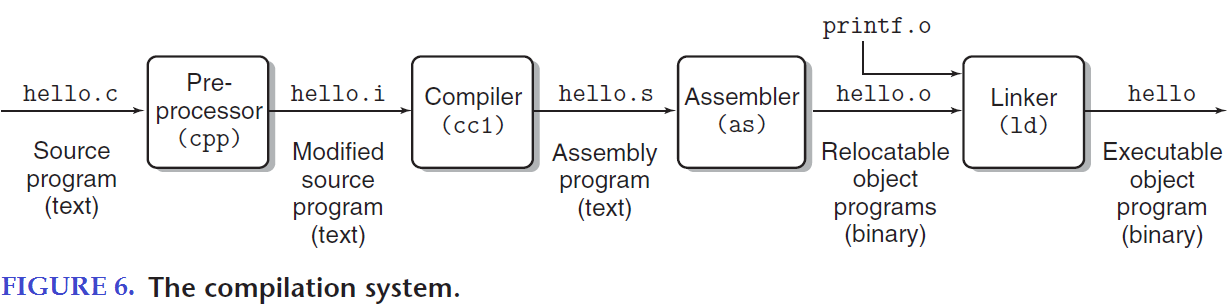 printf.o
hello.c
Pre-
processor
(cpp)
hello.i
Compiler
(cc1)
hello.s
Assembler
(as)
hello.o
Linker
(ld)
hello
Source
program
(text)
Modified
source
program
(text)
Assembly
program
(text)
Relocatable
object
programs
(binary)
Executable
object
program
(binary)
FIGURE 6. The compilation system.